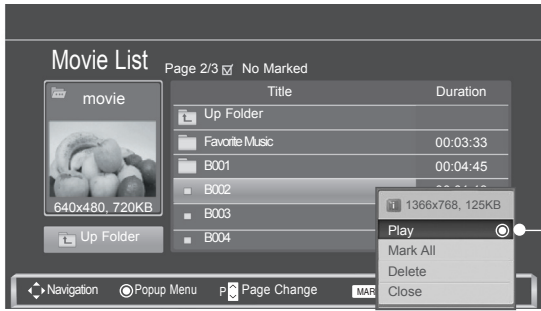 Movie List
Page 2/3 No Marked
movie
640x480, 720KB
Up Folder
Title Duration
Up Folder
Favorite Music 00:03:33
B001 00:04:45
B002
B003
B004
1366x768, 125KB
Play
Mark All
Delete
Close
Navigation Popup Menu P Page Change MAR